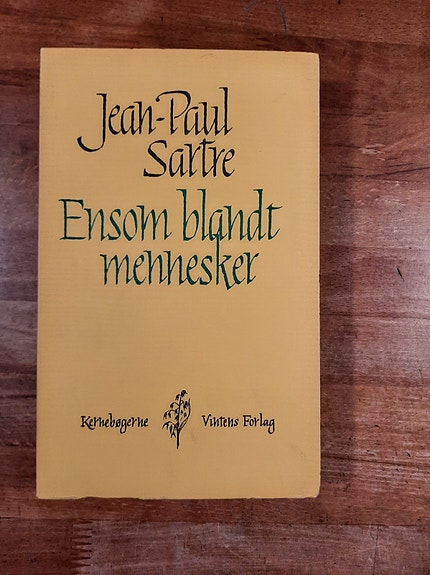 Jean-Paul
Sartre
Ensom blandt
mennesker
Kernebøgerne Vintens Forlag